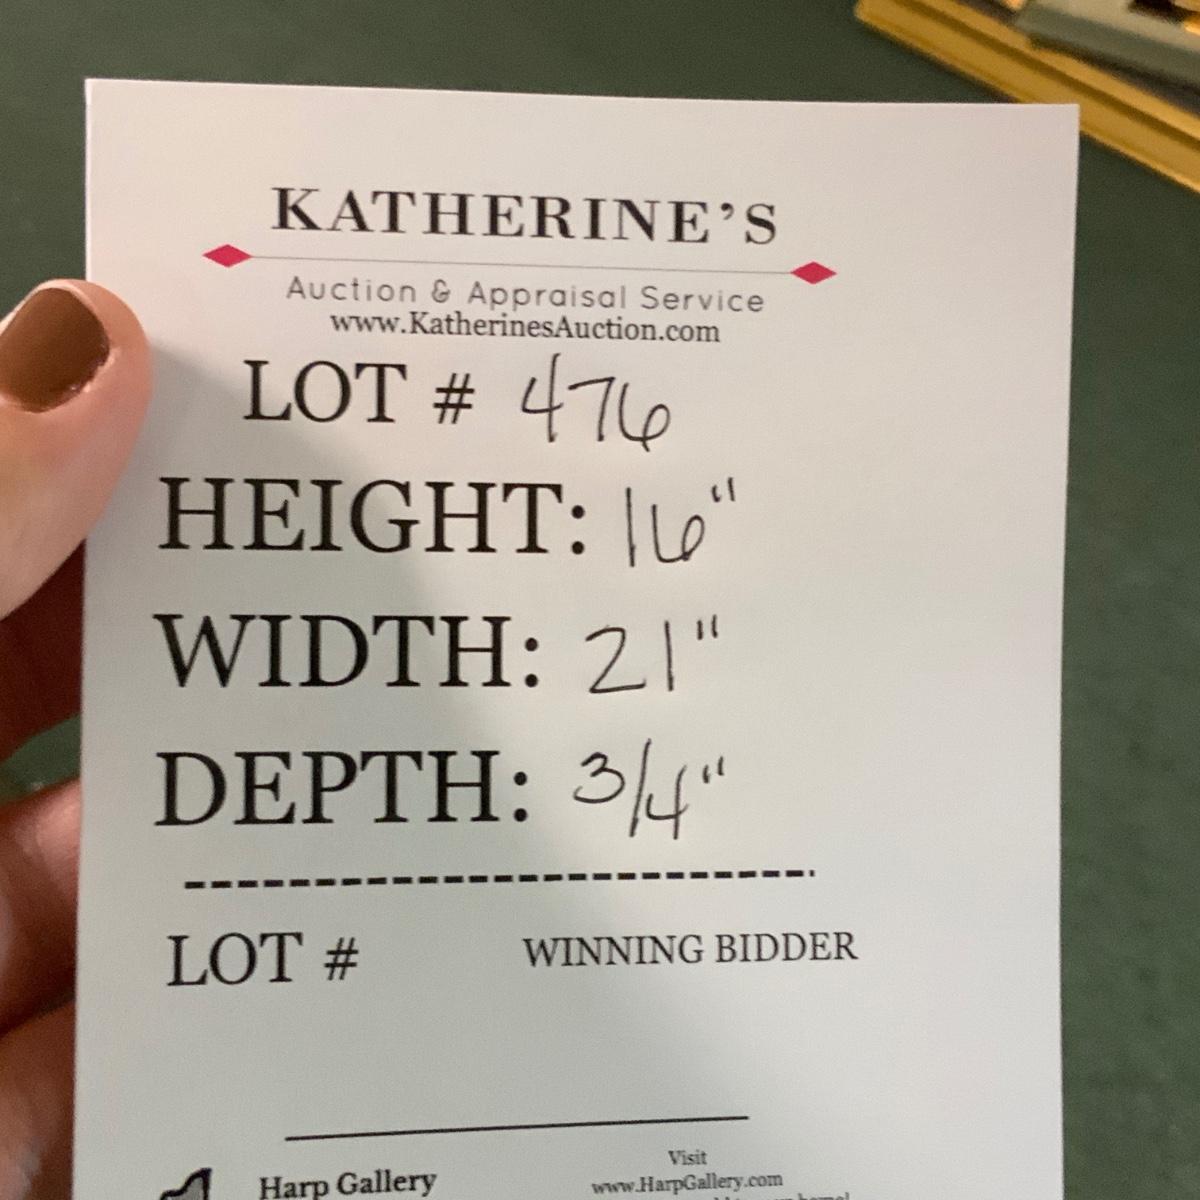 KATHERINE'S
Auction & Appraisal Service
www.KatherinesAuction.com
LOT # 476
HEIGHT: 16"
WIDTH: 21"
DEPTH: 3/4"
---------------------------
LOT # WINNING BIDDER
Harp Gallery
Visit
www.HarpGallery.com